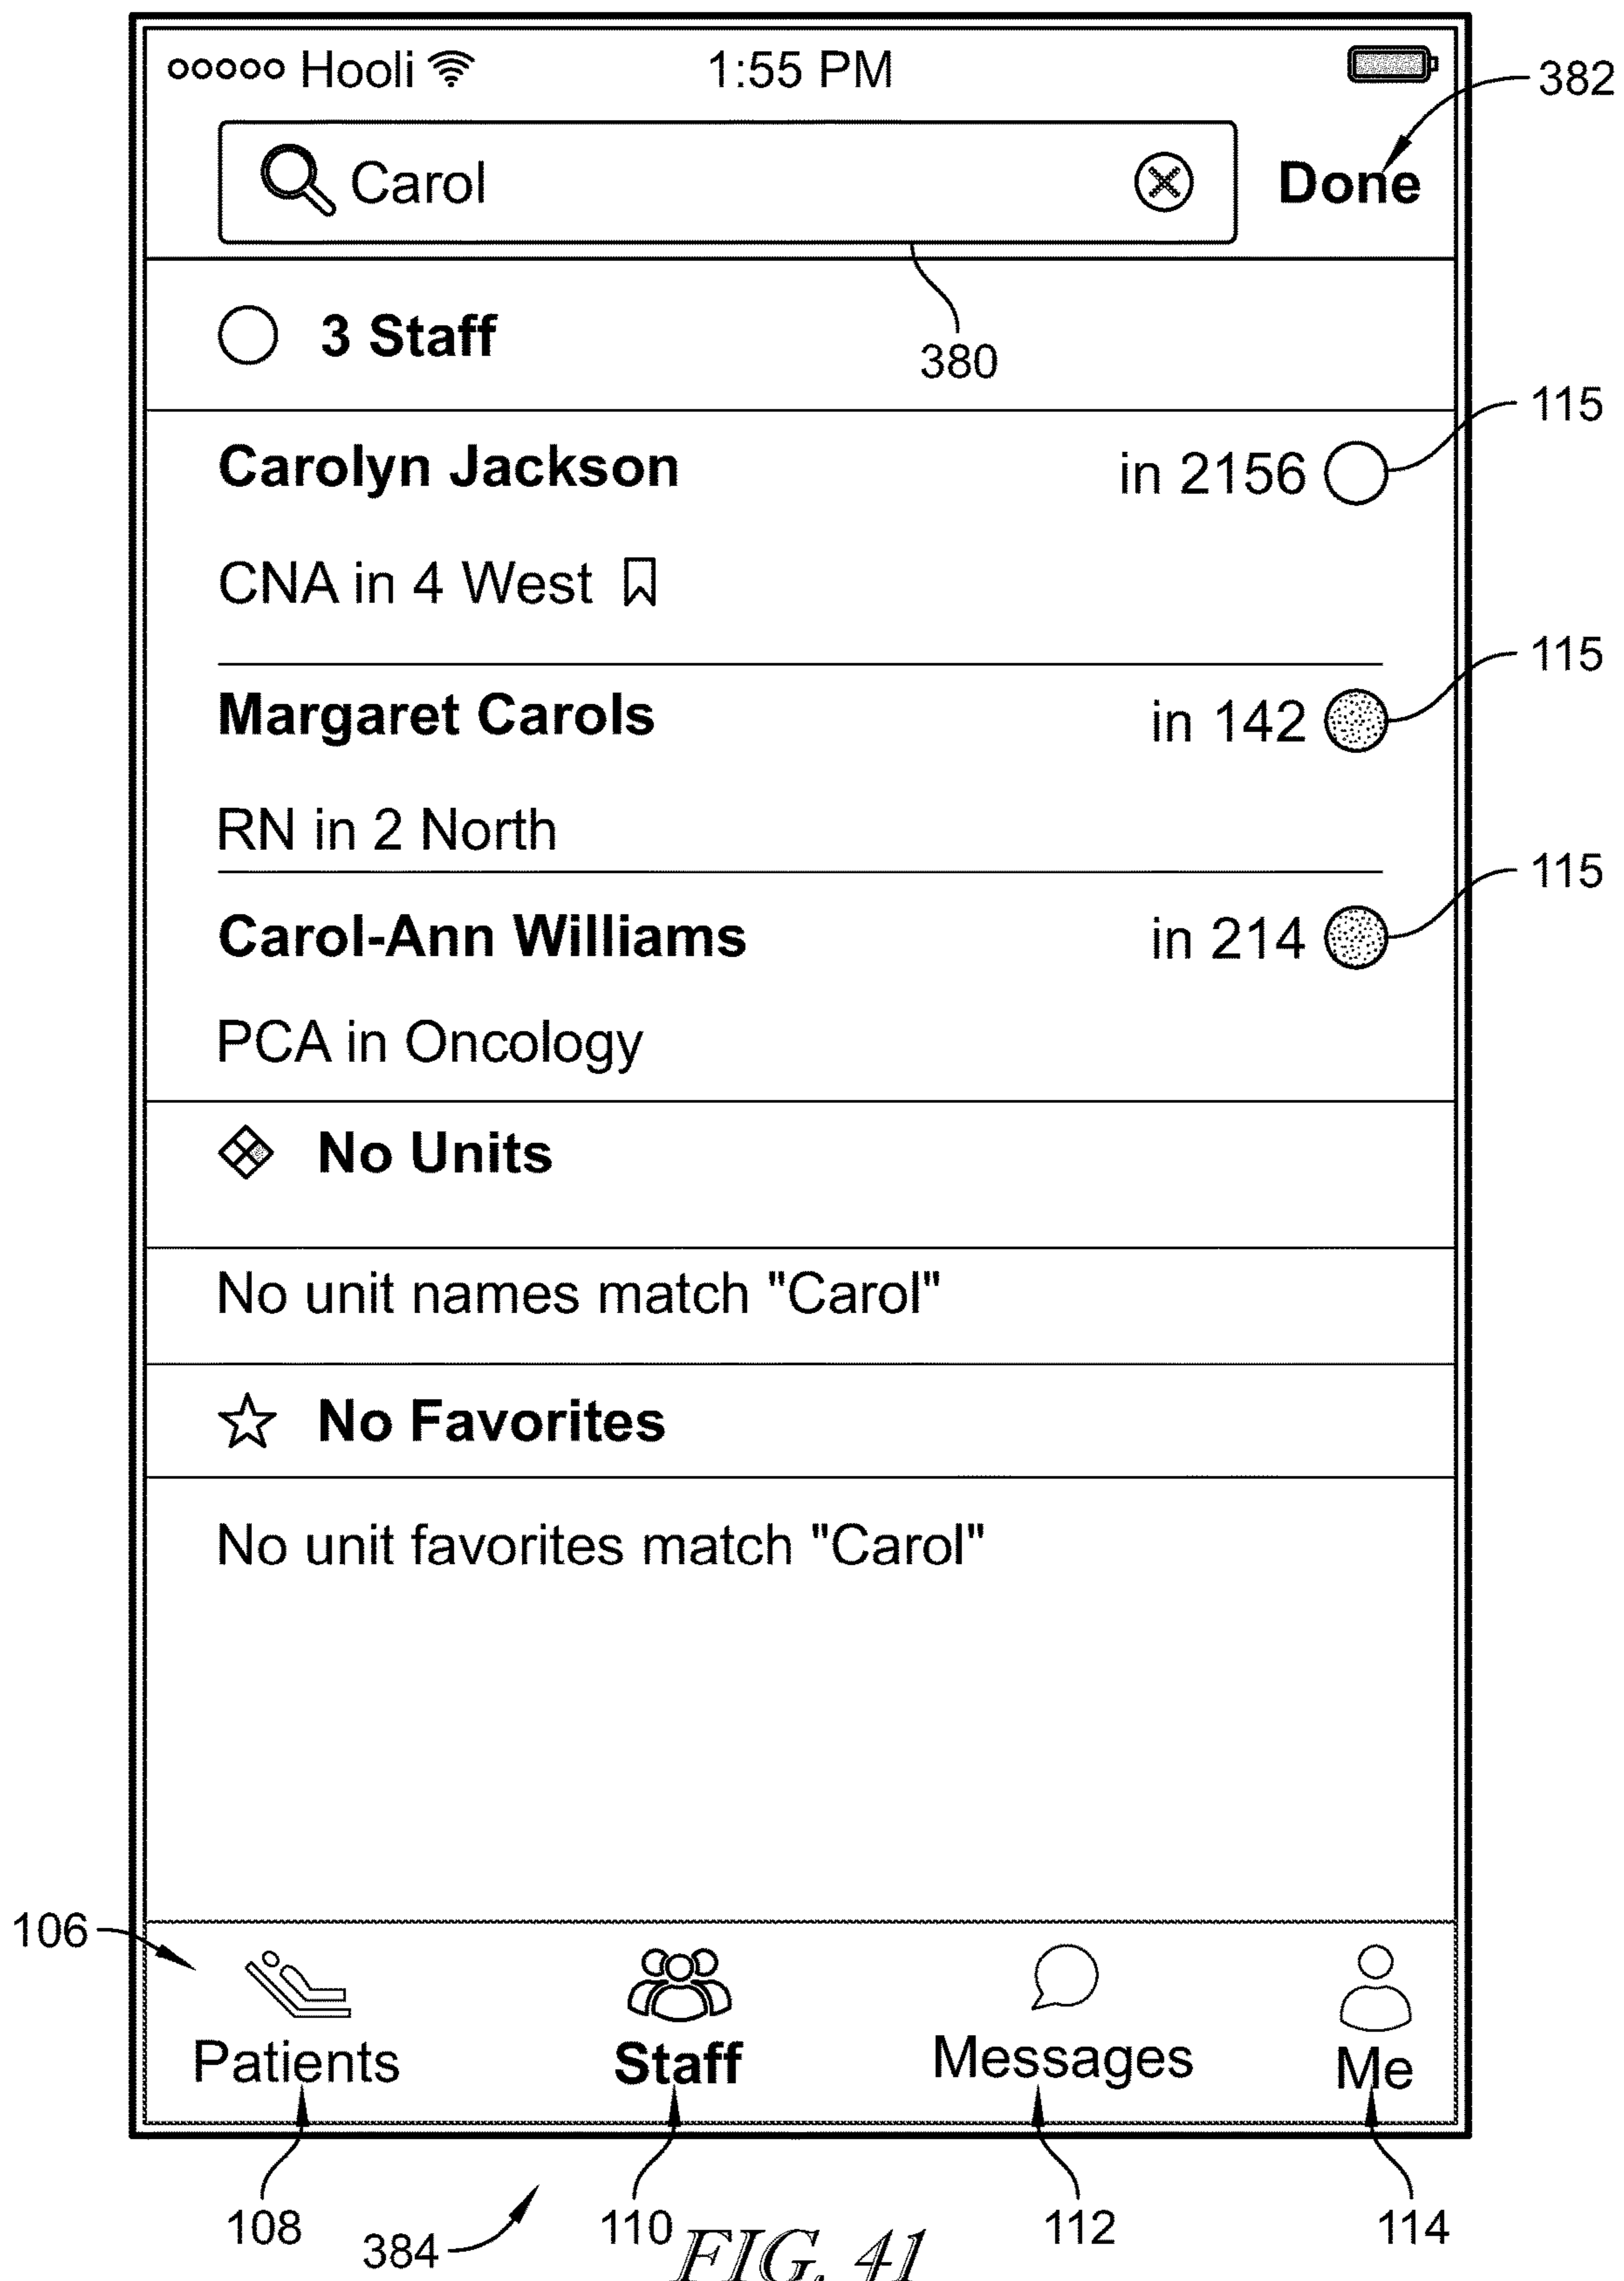 ooooo Hooli 1:55 PM
382
Carol Done
3 Staff
380
115
Carolyn Jackson in 2156
CNA in 4 West
115
Margaret Carols in 142
RN in 2 North
115
Carol-Ann Williams in 214
PCA in Oncology
No Units
No unit names match "Carol"
No Favorites
No unit favorites match "Carol"
106
Patients Staff Messages Me
108 384 110 112 114
FIG. 41